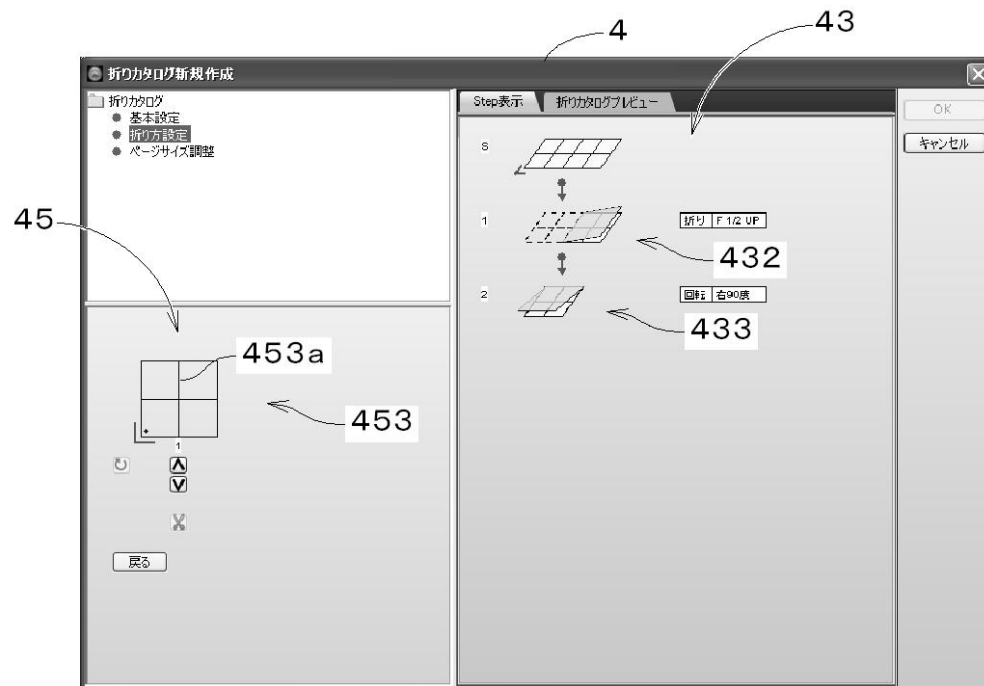 4
43
折りカタログ新規作成
折りカタログ
基本設定
折り方設定
ページサイズ調整
Step表示
折りカタログプレビュー
OK
キャンセル
S
1
折り F 1/2 UP
432
2
回転 右90度
433
45
453a
453
1
戻る